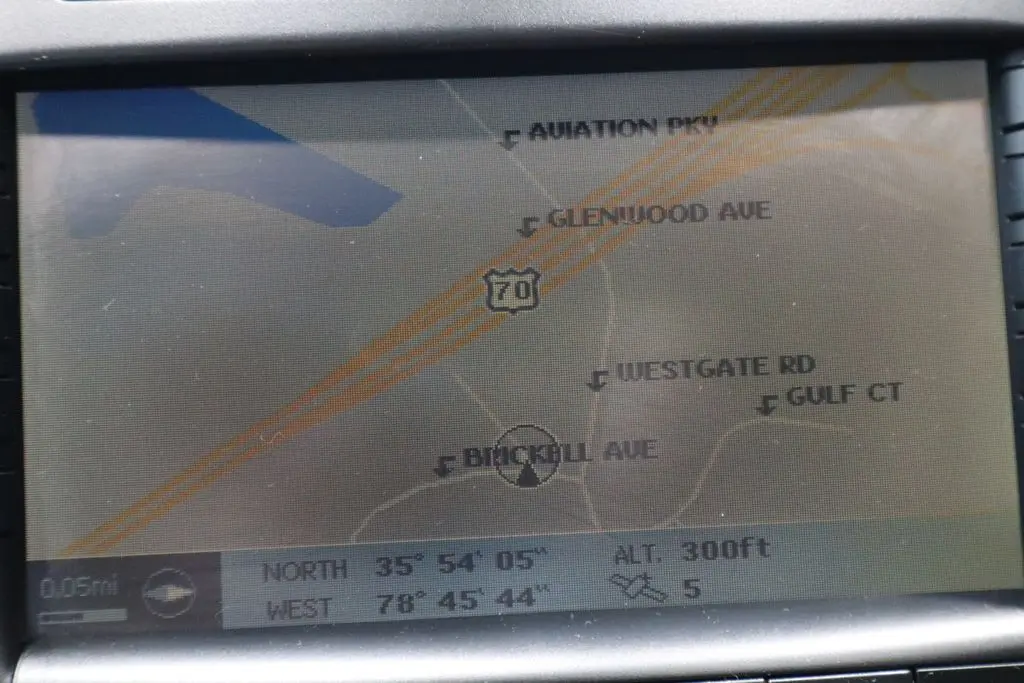 AVIATION PKY
GLENWOOD AVE
70
WESTGATE RD
GULF CT
BRICKELL AVE
0.05mi
NORTH 35° 54' 05" ALT. 300ft
WEST 78° 45' 44" 5